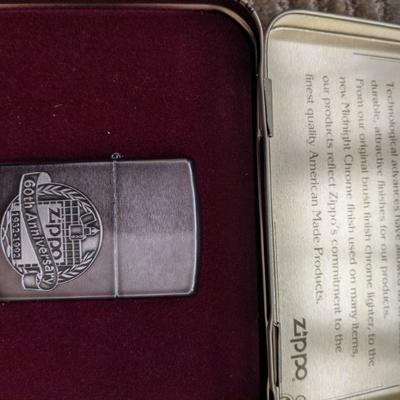 60th Anniversary
Zippo
1932-1992
Technological advances have allowed us
durable, attractive finishes for our products.
From our original brush finish chrome lighter, to the
new Midnight Chrome finish used on many items,
our products reflect Zippo's commitment to the
finest quality American Made Products.
zippo